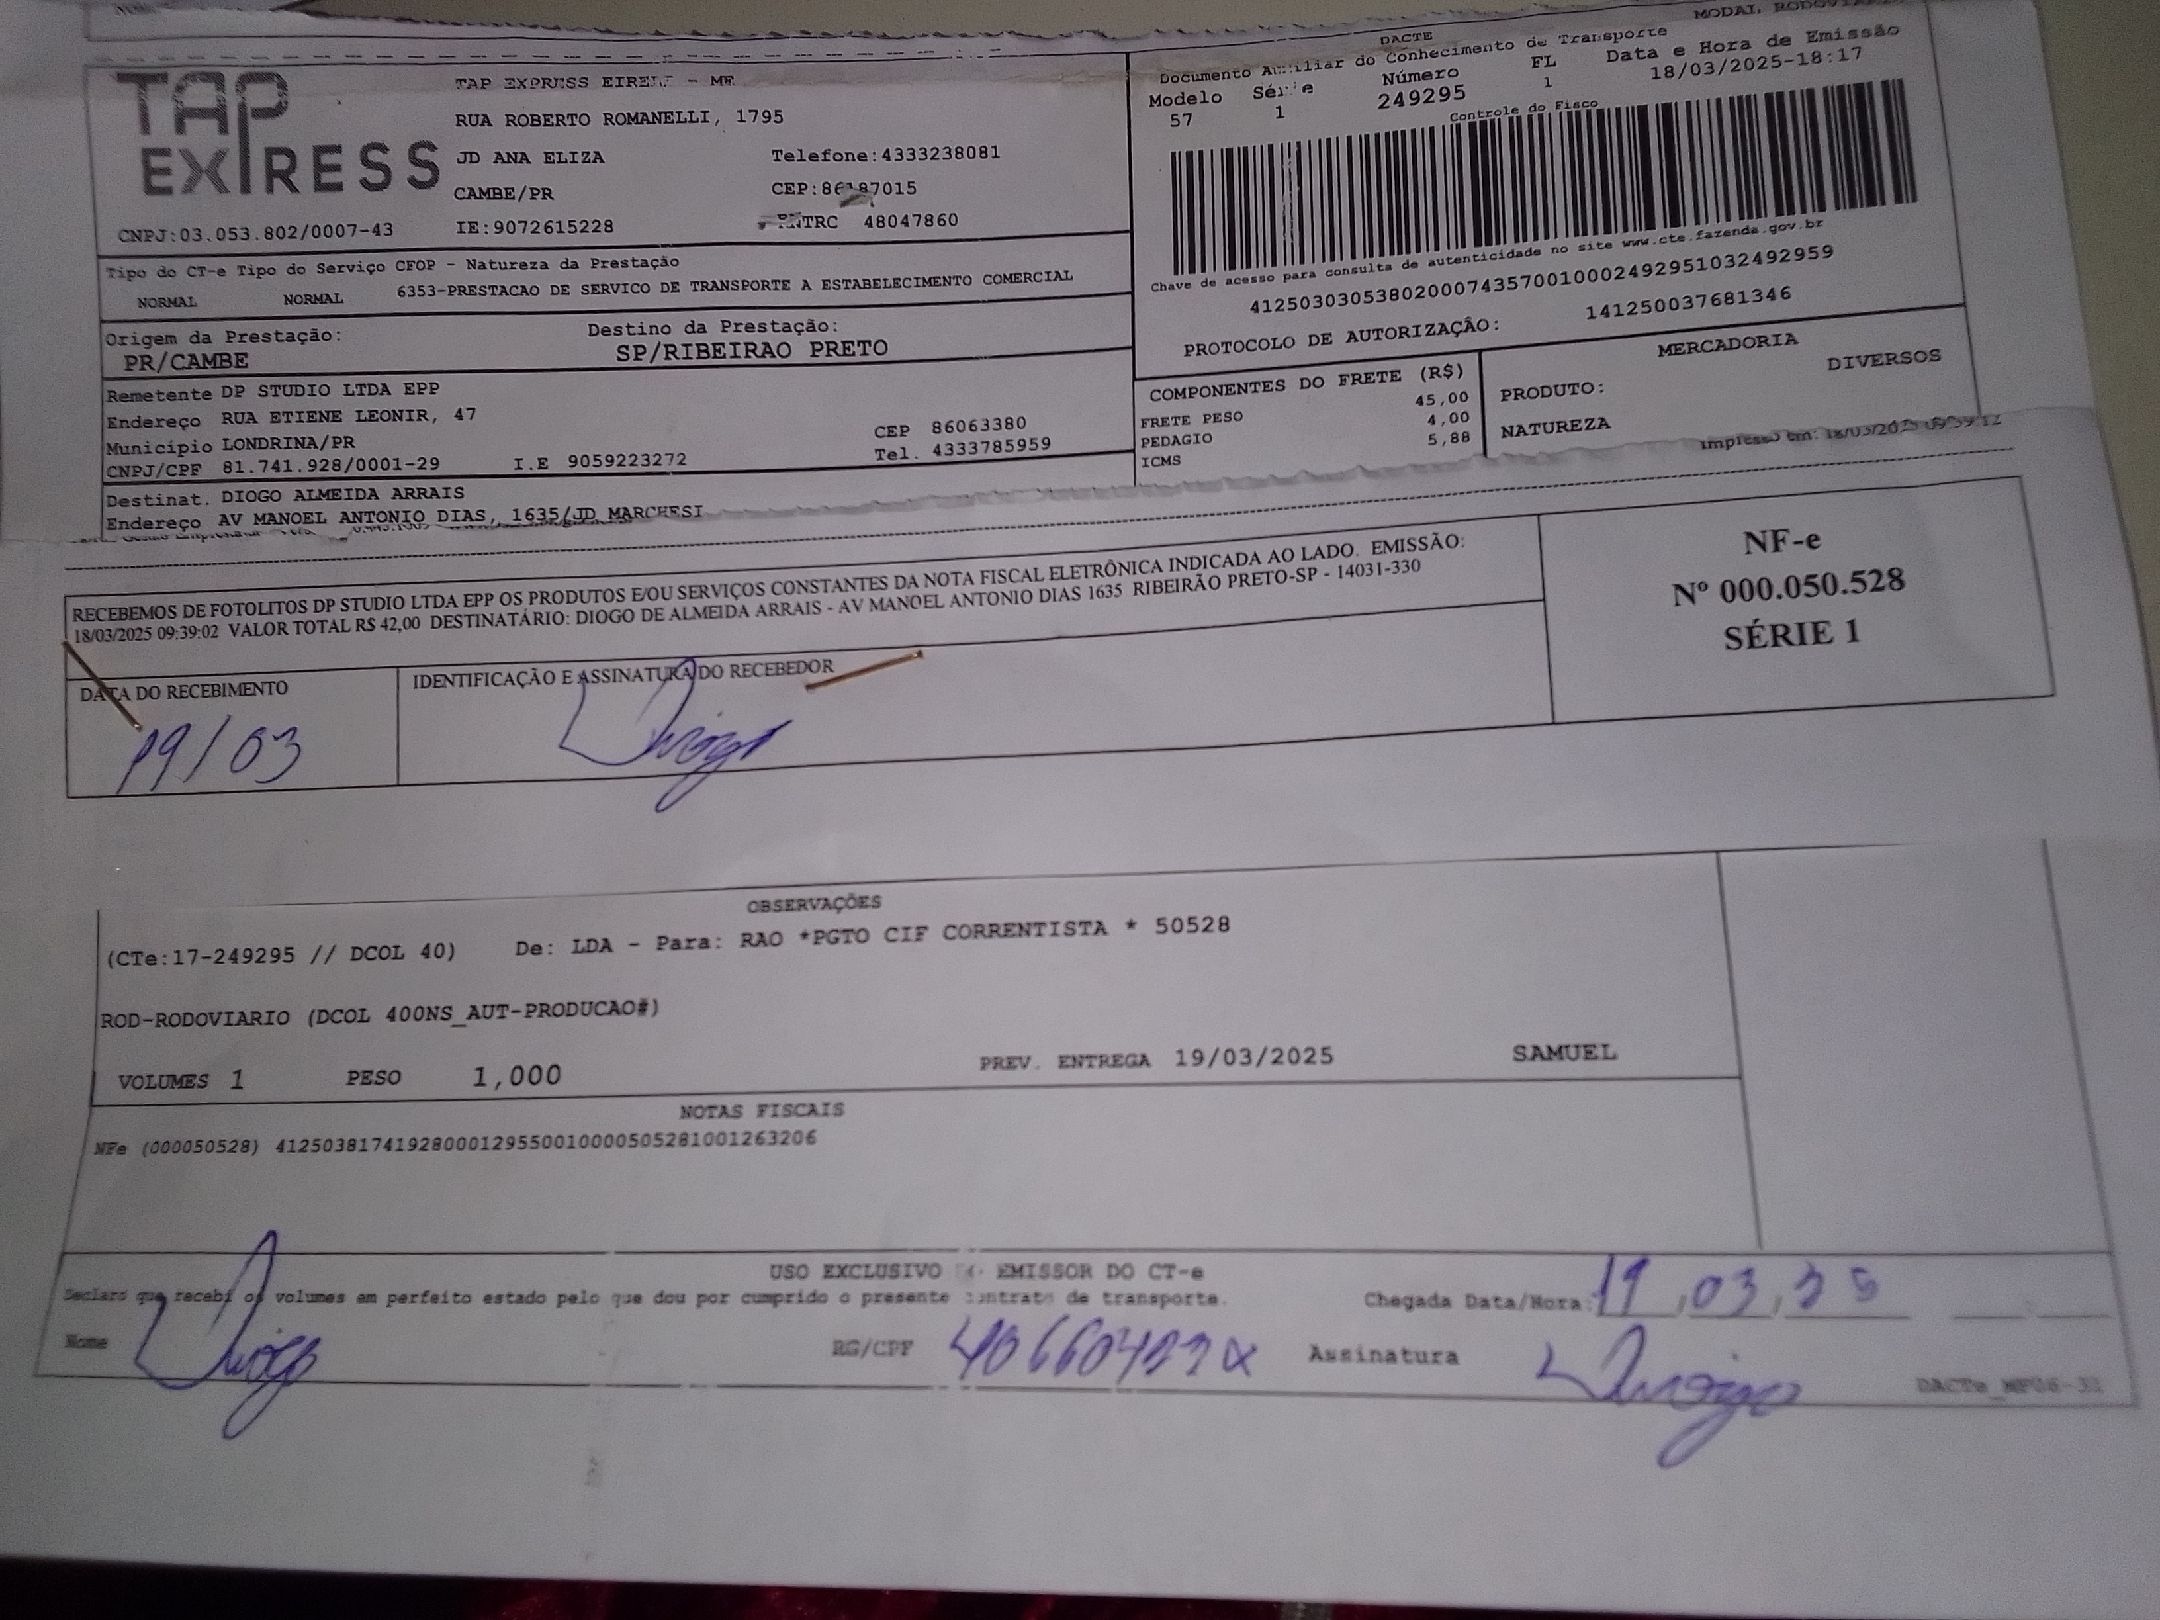 MODAL RODOVIARIO
DACTE
Documento Auxiliar do Conhecimento de Transporte
Modelo Série Número FL Data e Hora de Emissão
57 1 249295 1 18/03/2025-18:17
Controle do Fisco
TAP EXPRESS
TAP EXPRESS EIRELI - ME
RUA ROBERTO ROMANELLI, 1795
JD ANA ELIZA Telefone:4333238081
CAMBE/PR CEP:86187015
CNPJ:03.053.802/0007-43 IE:9072615228 RNTRC 48047860
Chave de acesso para consulta de autenticidade no site www.cte.fazenda.gov.br
41250303053802000743570010002492951032492959
PROTOCOLO DE AUTORIZAÇÃO: 141250037681346
Tipo do CT-e Tipo do Serviço CFOP - Natureza da Prestação
NORMAL NORMAL 6353-PRESTACAO DE SERVICO DE TRANSPORTE A ESTABELECIMENTO COMERCIAL
Origem da Prestação: Destino da Prestação:
PR/CAMBE SP/RIBEIRAO PRETO
Remetente DP STUDIO LTDA EPP
Endereço RUA ETIENE LEONIR, 47
Município LONDRINA/PR CEP 86063380
CNPJ/CPF 81.741.928/0001-29 I.E 9059223272 Tel. 4333785959
COMPONENTES DO FRETE (R$)
FRETE PESO 45,00
PEDAGIO 4,00
ICMS 5,88
MERCADORIA
PRODUTO: DIVERSOS
NATUREZA
Destinat. DIOGO ALMEIDA ARRAIS
Endereço AV MANOEL ANTONIO DIAS, 1635/JD MARCHESI
Impresso em: 18/03/2025 09:39:12
RECEBEMOS DE FOTOLITOS DP STUDIO LTDA EPP OS PRODUTOS E/OU SERVIÇOS CONSTANTES DA NOTA FISCAL ELETRÔNICA INDICADA AO LADO. EMISSÃO:
18/03/2025 09:39:02 VALOR TOTAL R$ 42,00 DESTINATÁRIO: DIOGO DE ALMEIDA ARRAIS - AV MANOEL ANTONIO DIAS 1635 RIBEIRÃO PRETO-SP - 14031-330
NF-e
Nº 000.050.528
SÉRIE 1
DATA DO RECEBIMENTO IDENTIFICAÇÃO E ASSINATURA DO RECEBEDOR
19/03 Diogo
OBSERVAÇÕES
(CTe:17-249295 // DCOL 40) De: LDA - Para: RAO *PGTO CIF CORRENTISTA * 50528
ROD-RODOVIARIO (DCOL 400NS_AUT-PRODUCAO#)
VOLUMES 1 PESO 1,000 PREV. ENTREGA 19/03/2025 SAMUEL
NOTAS FISCAIS
NFe (000050528) 41250381741928000129550010000505281001263206
USO EXCLUSIVO EMISSOR DO CT-e
Declaro que recebi os volumes em perfeito estado pelo que dou por cumprido o presente contrato de transporte. Chegada Data/Hora: 19,03,25
Nome Diogo RG/CPF Assinatura Diogo